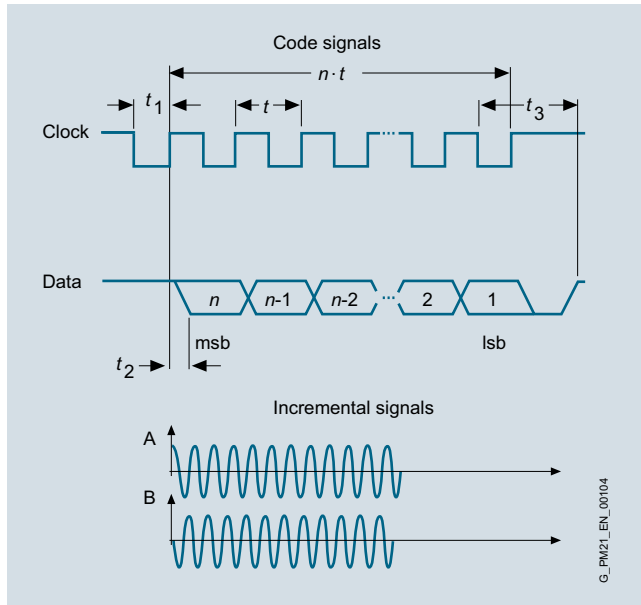 Code signals
n·t
t1
t
t3
Clock
Data
n
n-1
n-2
2
1
msb
lsb
t2
Incremental signals
A
B
G_PM21_EN_00104